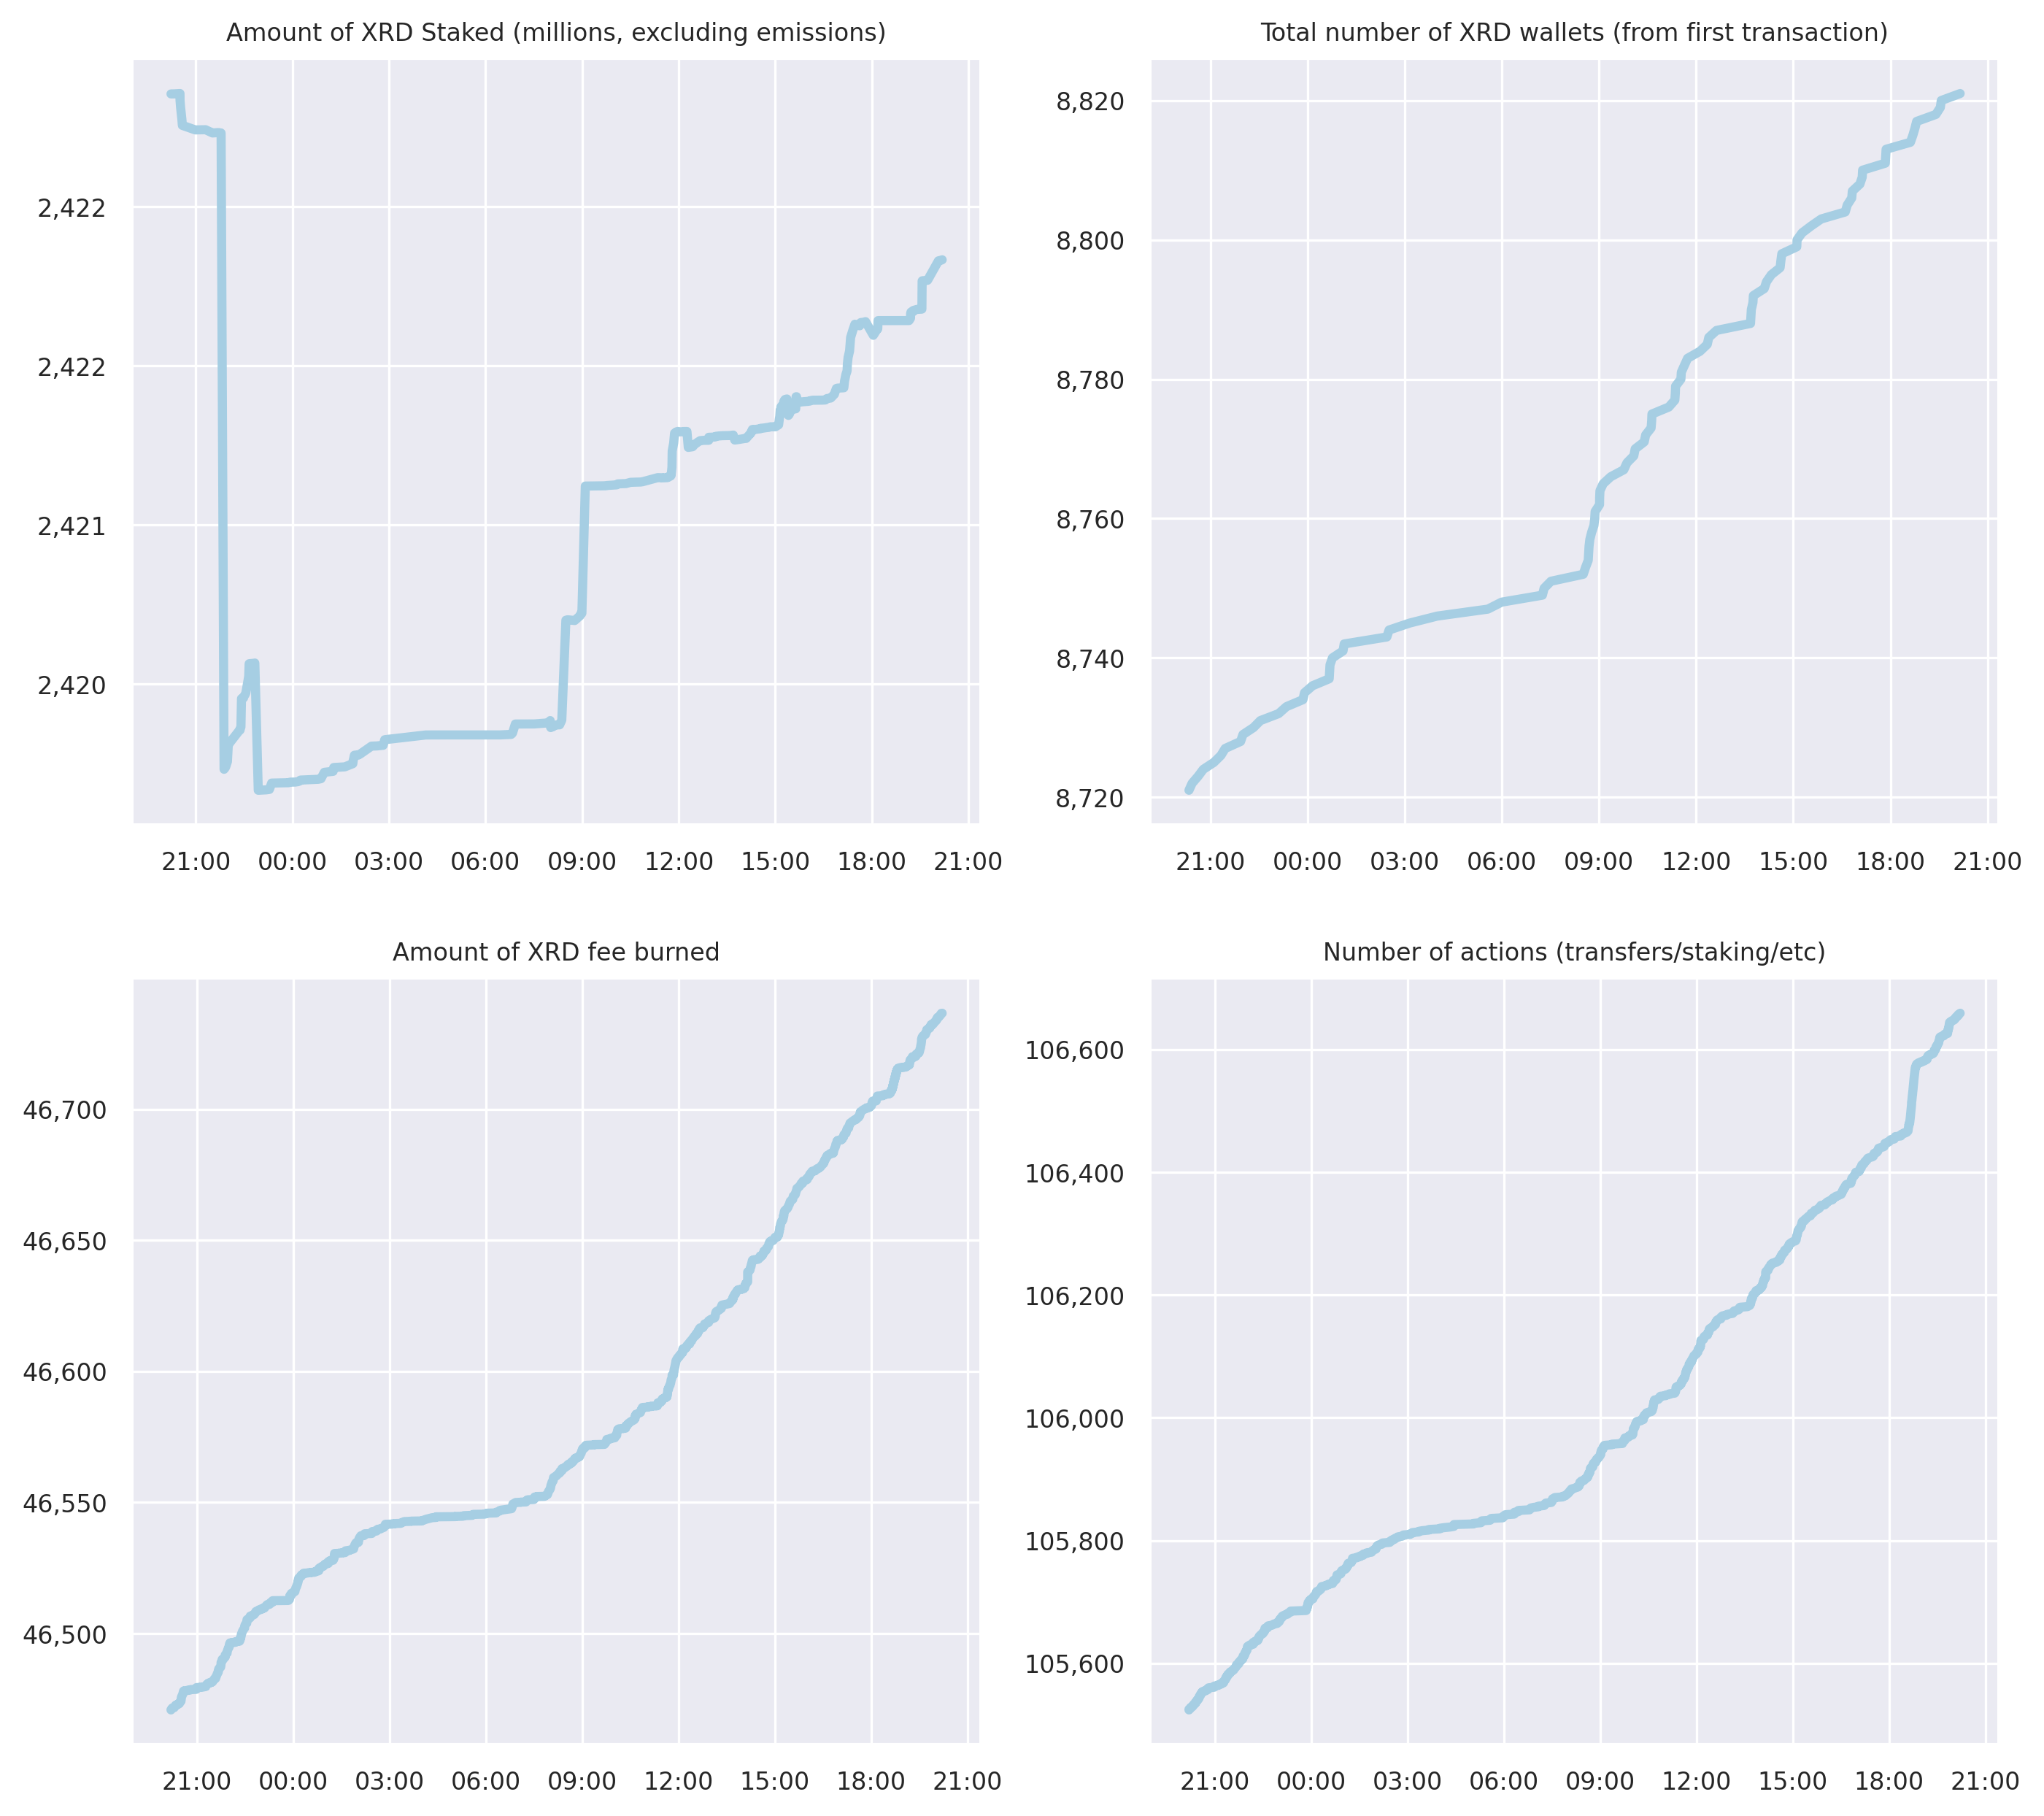 Amount of XRD Staked (millions, excluding emissions)
2,422
2,422
2,421
2,420
21:00 00:00 03:00 06:00 09:00 12:00 15:00 18:00 21:00
Total number of XRD wallets (from first transaction)
8,820
8,800
8,780
8,760
8,740
8,720
21:00 00:00 03:00 06:00 09:00 12:00 15:00 18:00 21:00
Amount of XRD fee burned
46,700
46,650
46,600
46,550
46,500
21:00 00:00 03:00 06:00 09:00 12:00 15:00 18:00 21:00
Number of actions (transfers/staking/etc)
106,600
106,400
106,200
106,000
105,800
105,600
21:00 00:00 03:00 06:00 09:00 12:00 15:00 18:00 21:00